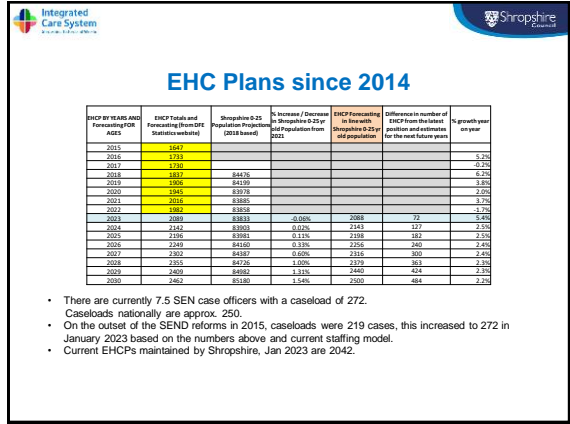 Integrated
Care System
Shropshire
Council
EHC Plans since 2014
EHCP BY YEARS AND Forecasting FOR AGES | EHCP Totals and Forecasting (from DFE Statistics website) | Shropshire 0-25 Population Projections (2018 based) | % Increase / Decrease in Shropshire 0-25 yr old Population from 2021 | EHCP Forecasting in line with Shropshire 0-25yr old population | Difference in number of EHCP from the latest position and estimates for the next future years | % growth year on year
2015 1647
2016 1733 5.2%
2017 1730 -0.2%
2018 1837 84476 6.2%
2019 1906 84199 3.8%
2020 1945 83978 2.0%
2021 2016 83885 3.7%
2022 1982 83858 -1.7%
2023 2089 83833 -0.06% 2088 72 5.4%
2024 2142 83903 0.02% 2143 127 2.5%
2025 2196 83981 0.11% 2198 182 2.5%
2026 2249 84160 0.33% 2256 240 2.4%
2027 2302 84387 0.60% 2316 300 2.4%
2028 2355 84726 1.00% 2379 363 2.3%
2029 2409 84982 1.31% 2440 424 2.3%
2030 2462 85180 1.54% 2500 484 2.2%
• There are currently 7.5 SEN case officers with a caseload of 272.
Caseloads nationally are approx. 250.
• On the outset of the SEND reforms in 2015, caseloads were 219 cases, this increased to 272 in
January 2023 based on the numbers above and current staffing model.
• Current EHCPs maintained by Shropshire, Jan 2023 are 2042.